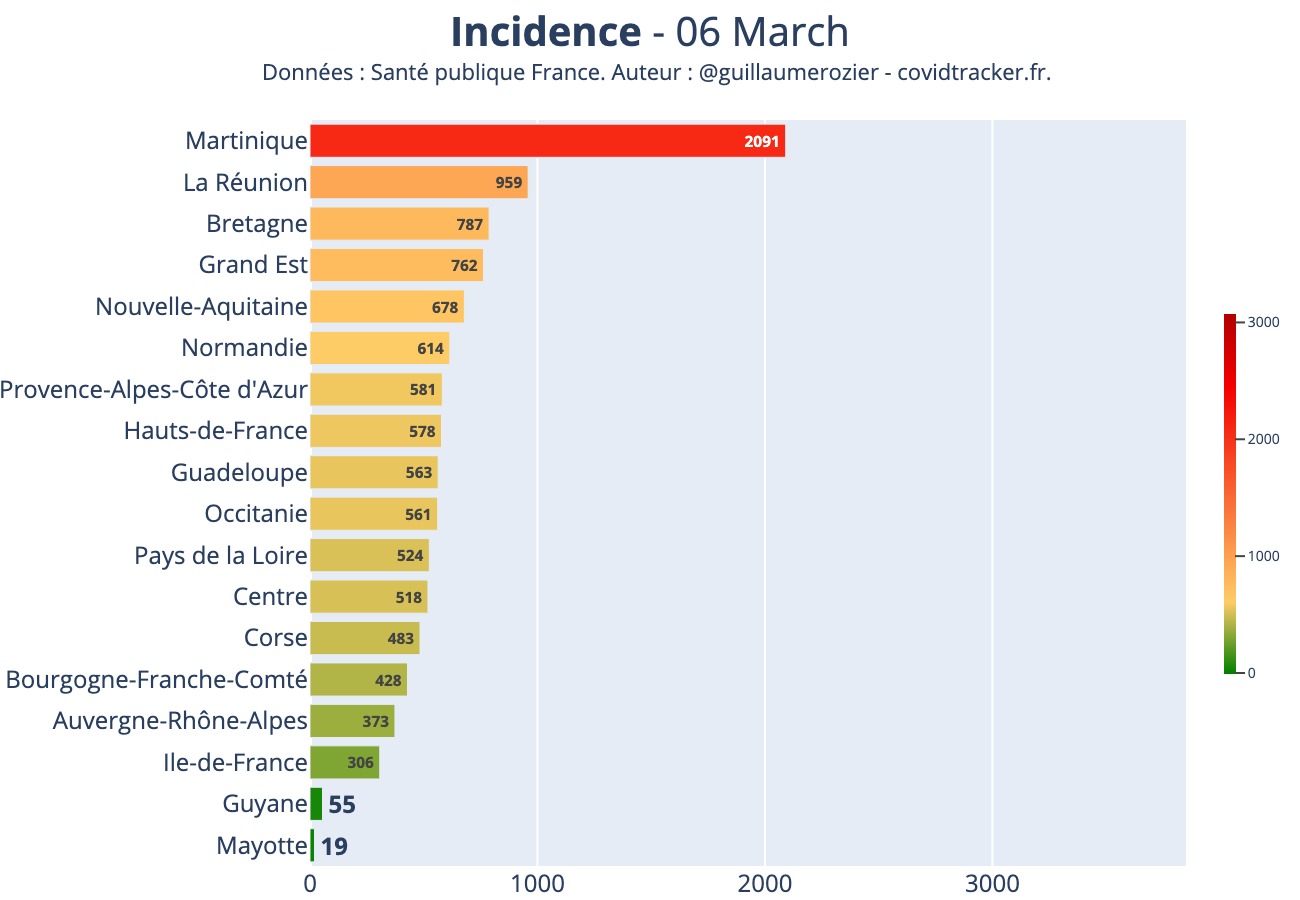 Incidence - 06 March
Données : Santé publique France. Auteur : @guillaumerozier - covidtracker.fr.
Martinique 2091
La Réunion 959
Bretagne 787
Grand Est 762
Nouvelle-Aquitaine 678
Normandie 614
Provence-Alpes-Côte d'Azur 581
Hauts-de-France 578
Guadeloupe 563
Occitanie 561
Pays de la Loire 524
Centre 518
Corse 483
Bourgogne-Franche-Comté 428
Auvergne-Rhône-Alpes 373
Ile-de-France 306
Guyane 55
Mayotte 19
0 1000 2000 3000
3000
2000
1000
0